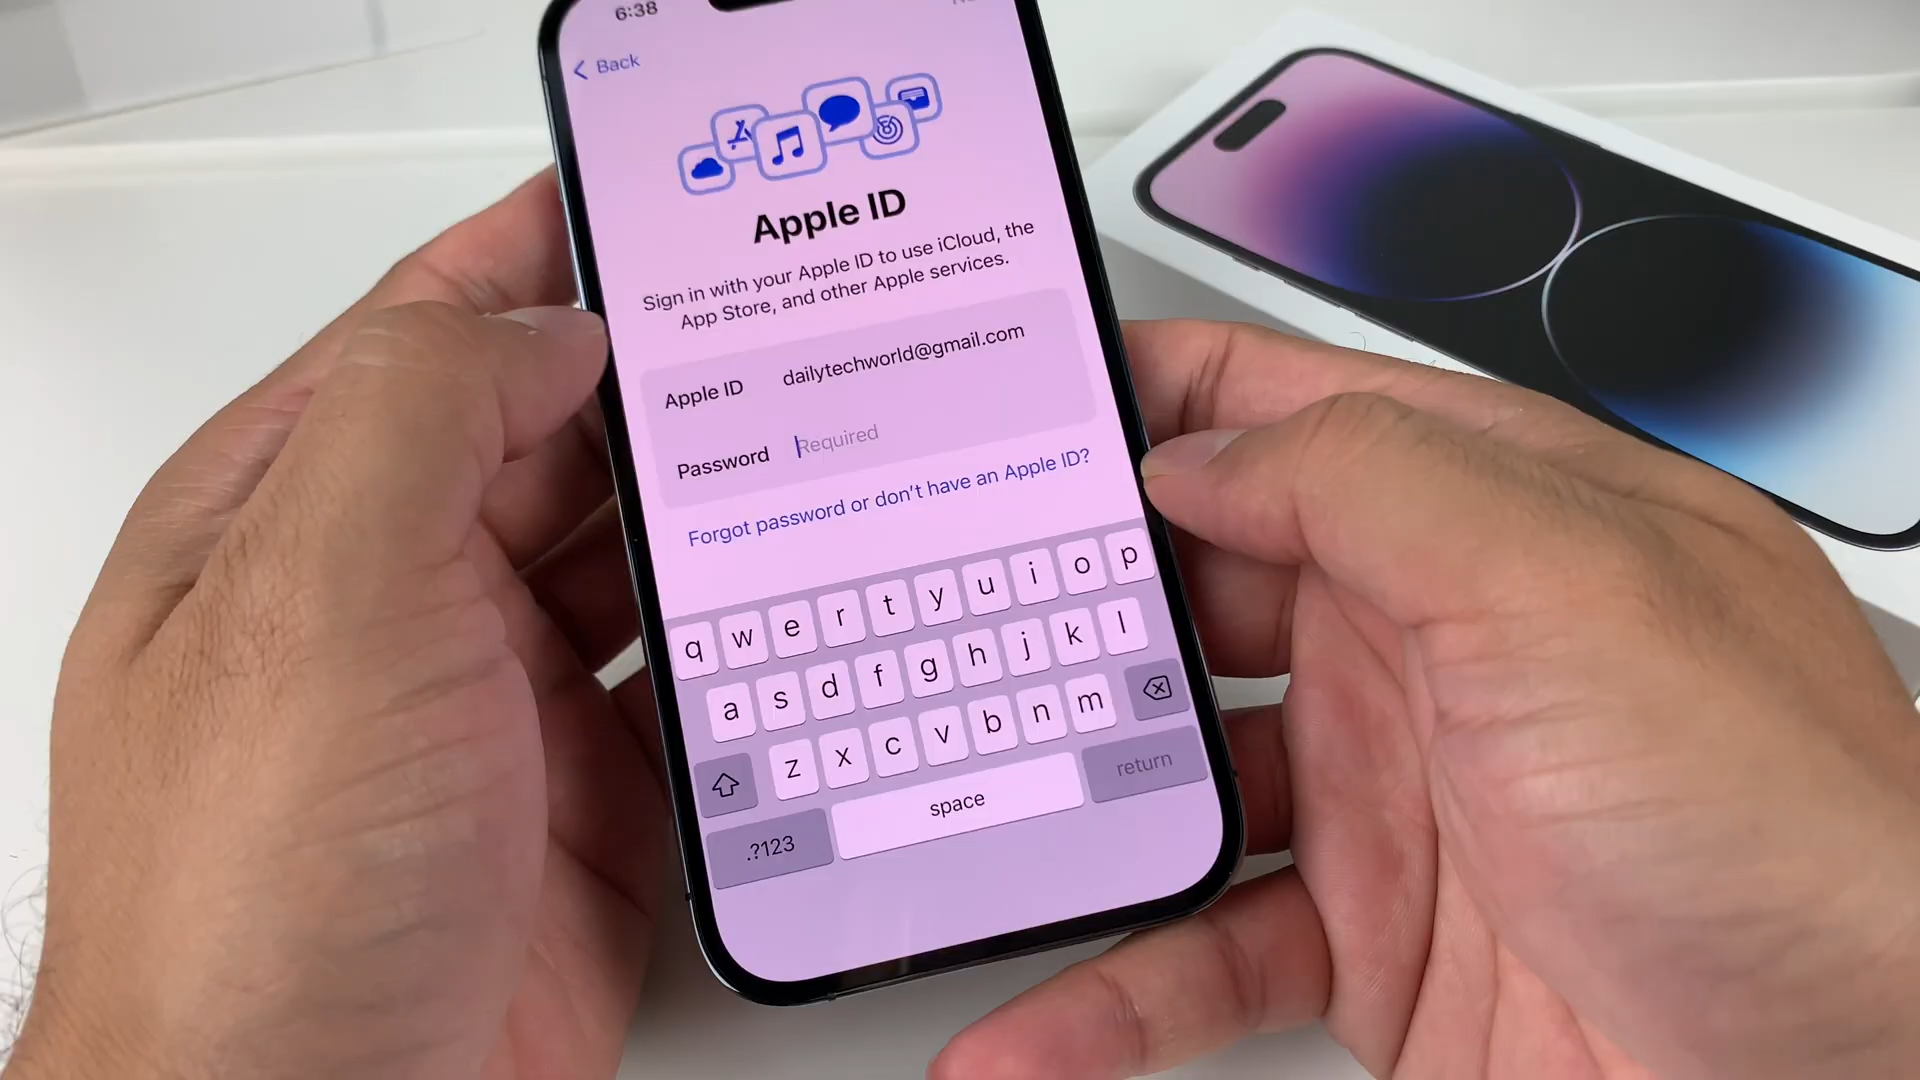 6:38
Back
Apple ID
Sign in with your Apple ID to use iCloud, the
App Store, and other Apple services.
Apple ID dailytechworld@gmail.com
Password Required
Forgot password or don't have an Apple ID?
q w e r t y u i o p
a s d f g h j k l
z x c v b n m
.?123 space return